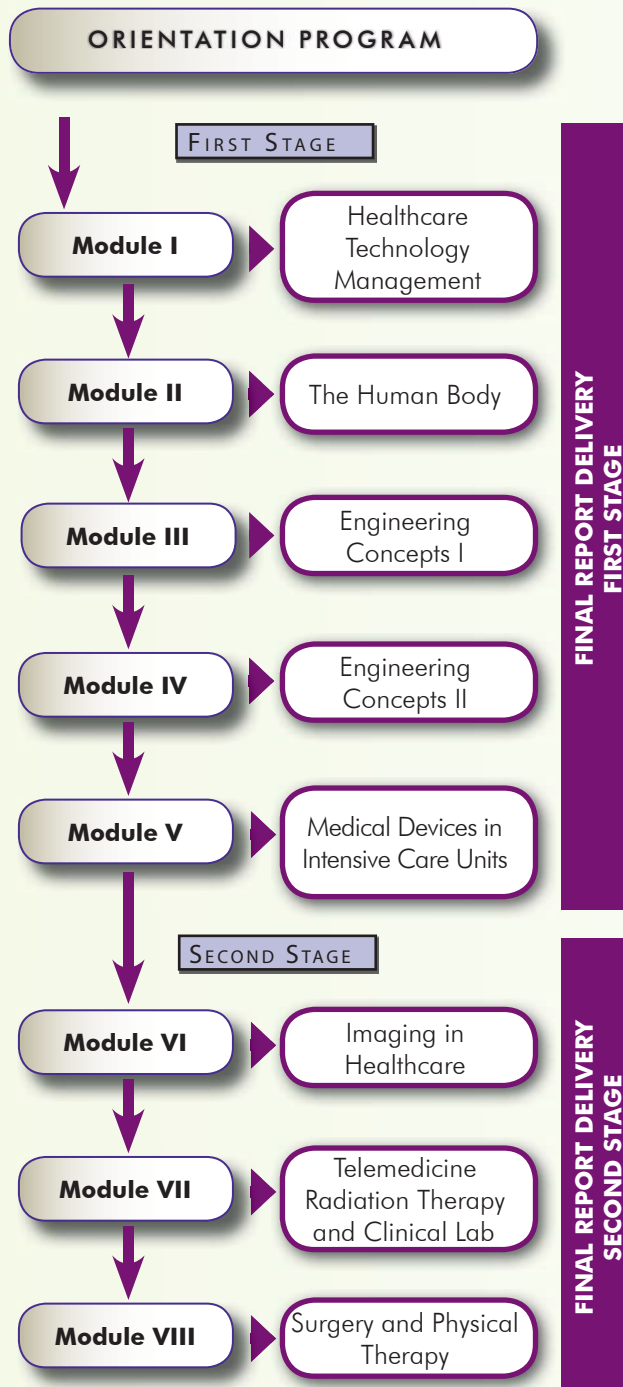 ORIENTATION PROGRAM
FIRST STAGE
Module I
Healthcare
Technology
Management
Module II
The Human Body
Module III
Engineering
Concepts I
Module IV
Engineering
Concepts II
Module V
Medical Devices in
Intensive Care Units
FINAL REPORT DELIVERY
FIRST STAGE
SECOND STAGE
Module VI
Imaging in
Healthcare
Module VII
Telemedicine
Radiation Therapy
and Clinical Lab
Module VIII
Surgery and Physical
Therapy
FINAL REPORT DELIVERY
SECOND STAGE